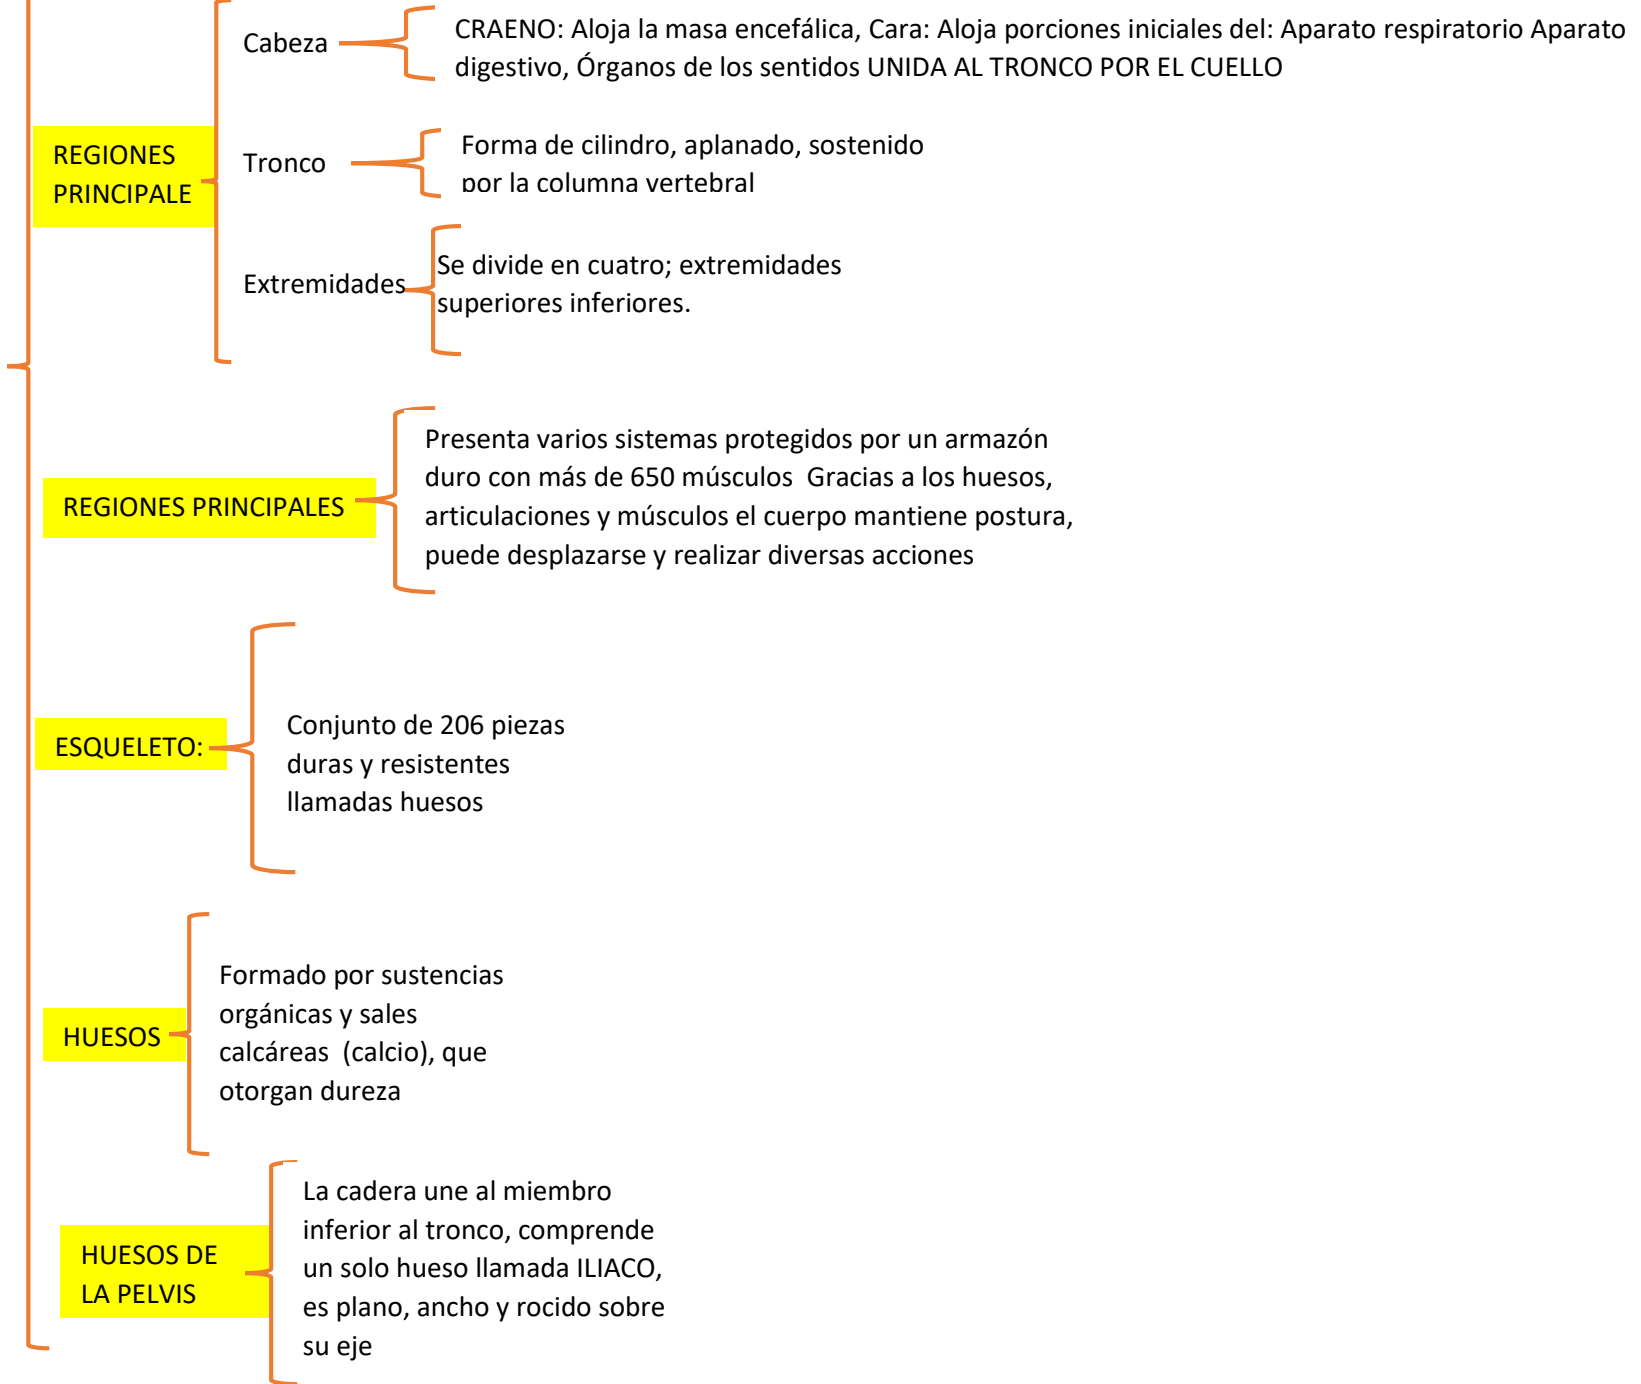 Cabeza
CRAENO: Aloja la masa encefálica, Cara: Aloja porciones iniciales del: Aparato respiratorio Aparato
digestivo, Órganos de los sentidos UNIDA AL TRONCO POR EL CUELLO
REGIONES
PRINCIPALE
Tronco
Forma de cilindro, aplanado, sostenido
por la columna vertebral
Extremidades
Se divide en cuatro; extremidades
superiores inferiores.
REGIONES PRINCIPALES
Presenta varios sistemas protegidos por un armazón
duro con más de 650 músculos  Gracias a los huesos,
articulaciones y músculos el cuerpo mantiene postura,
puede desplazarse y realizar diversas acciones
ESQUELETO:
Conjunto de 206 piezas
duras y resistentes
llamadas huesos
HUESOS
Formado por sustencias
orgánicas y sales
calcáreas  (calcio), que
otorgan dureza
HUESOS DE
LA PELVIS
La cadera une al miembro
inferior al tronco, comprende
un solo hueso llamada ILIACO,
es plano, ancho y rocido sobre
su eje